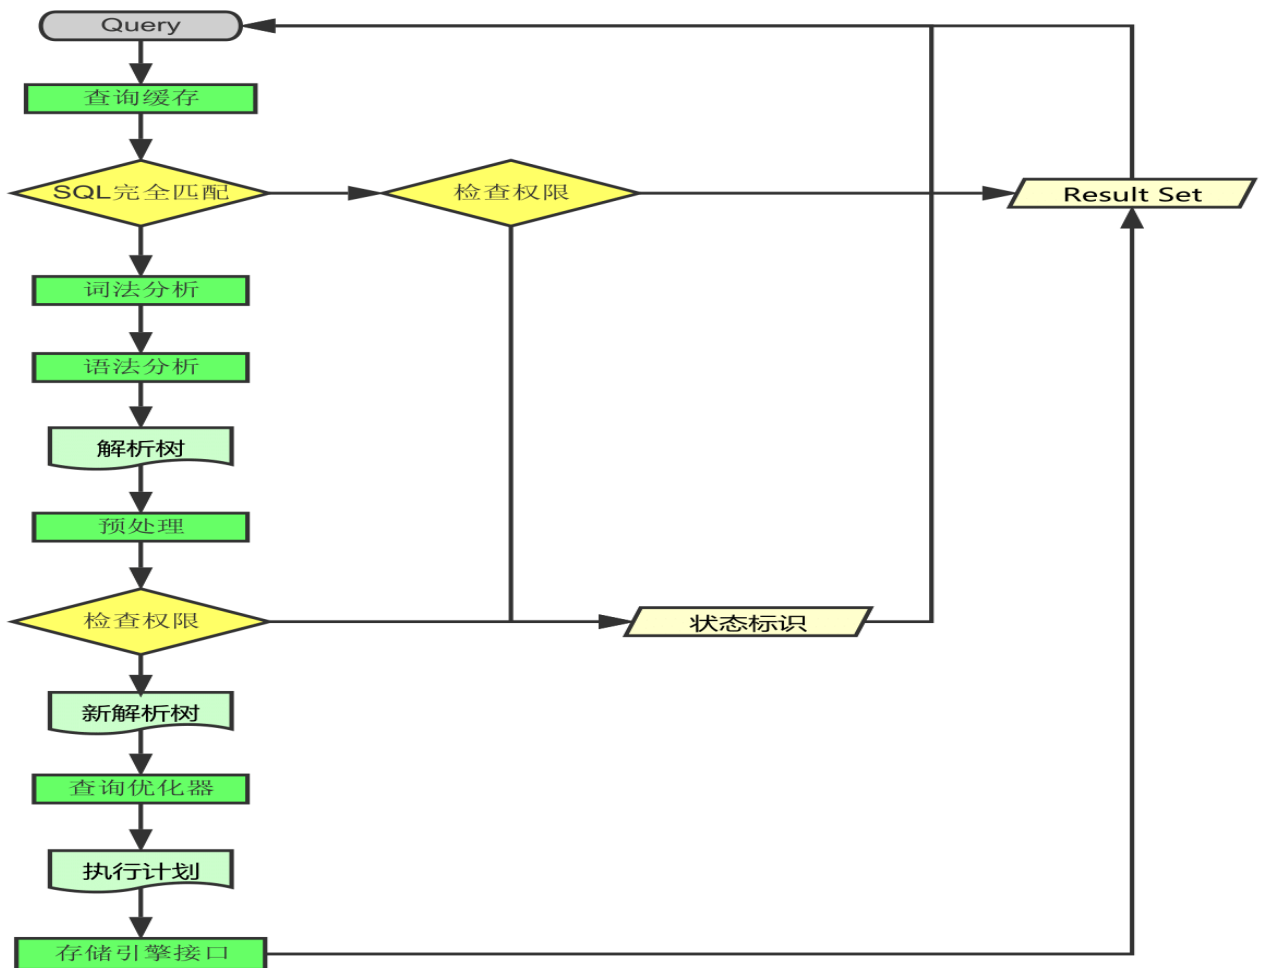 Query
查询缓存
SQL完全匹配
检查权限
Result Set
词法分析
语法分析
解析树
预处理
检查权限
状态标识
新解析树
查询优化器
执行计划
存储引擎接口